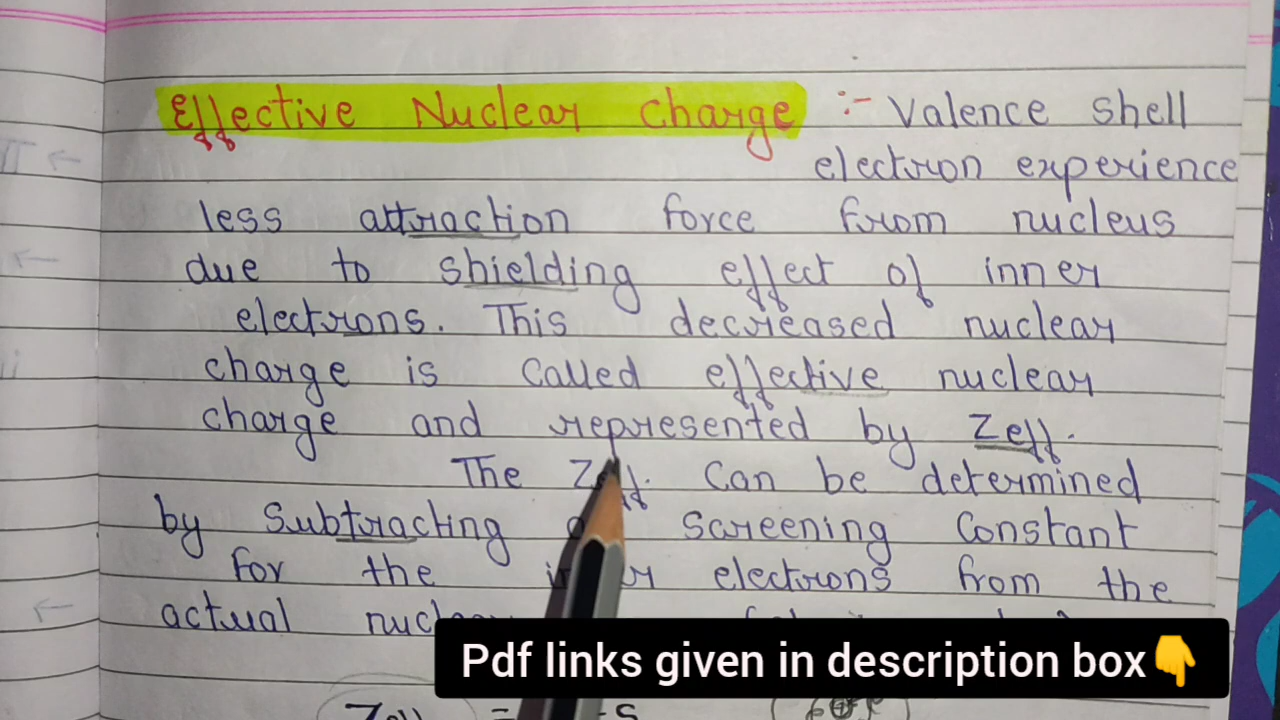 Effective Nuclear Charge :- Valence shell
electron experience
less attraction force from nucleus
due to shielding effect of inner
electrons. This decreased nuclear
charge is called effective nuclear
charge and represented by Zeff.
The Zeff. can be determined
by subtracting screening constant
for the electrons from the
actual
Pdf links given in description box👇